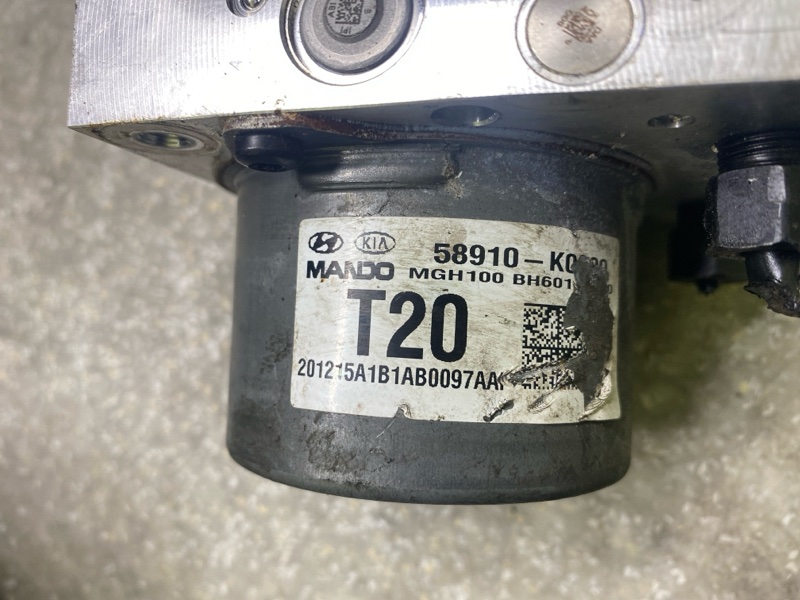 KIA
58910-
MANDO MGH100
T20
201215A1B1AB0097AA